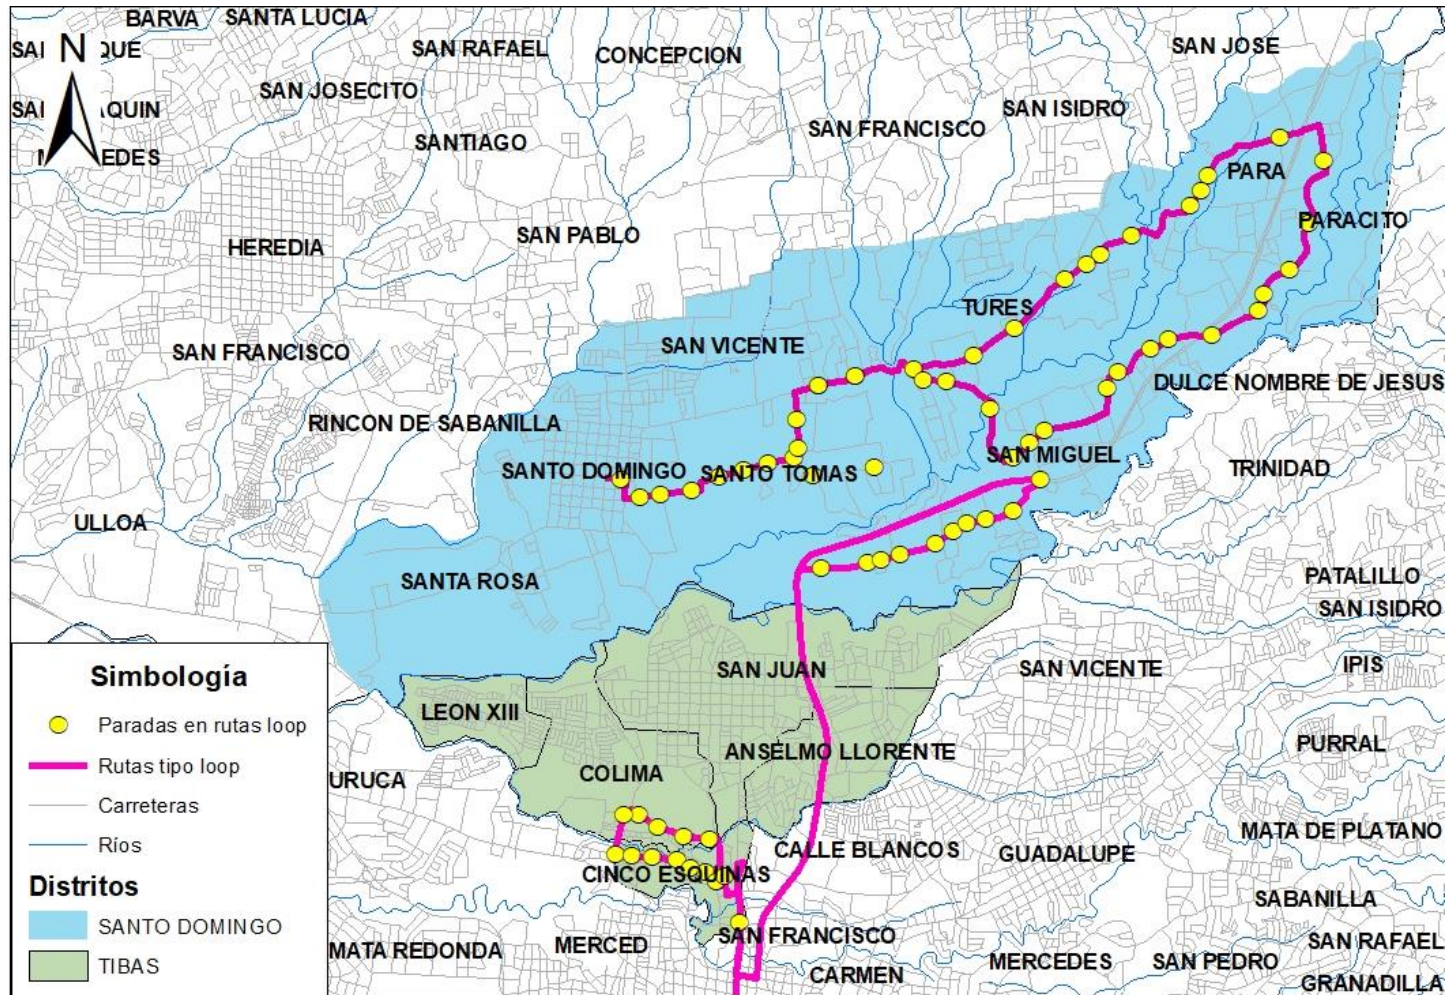 BARVA
SANTA LUCIA
SAN JOSE
N
QUE
SAN RAFAEL
CONCEPCION
SAN JOSECITO
SAN ISIDRO
AQUIN
SAN FRANCISCO
SANTIAGO
EDES
PARA
PARACITO
HEREDIA
SAN PABLO
TURES
SAN VICENTE
SAN FRANCISCO
DULCE NOMBRE DE JESUS
RINCON DE SABANILLA
SAN MIGUEL
SANTO DOMINGO
SANTO TOMAS
TRINIDAD
ULLOA
SANTA ROSA
PATALILLO
SAN ISIDRO
SAN JUAN
SAN VICENTE
IPIS
LEON XIII
ANSELMO LLORENTE
PURRAL
COLIMA
URUCA
MATA DE PLATANO
CALLE BLANCOS
GUADALUPE
CINCO ESQUINAS
SABANILLA
SAN FRANCISCO
MATA REDONDA
MERCED
SAN RAFAEL
MERCEDES
SAN PEDRO
CARMEN
GRANADILLA
Simbología
Paradas en rutas loop
Rutas tipo loop
Carreteras
Ríos
Distritos
SANTO DOMINGO
TIBAS